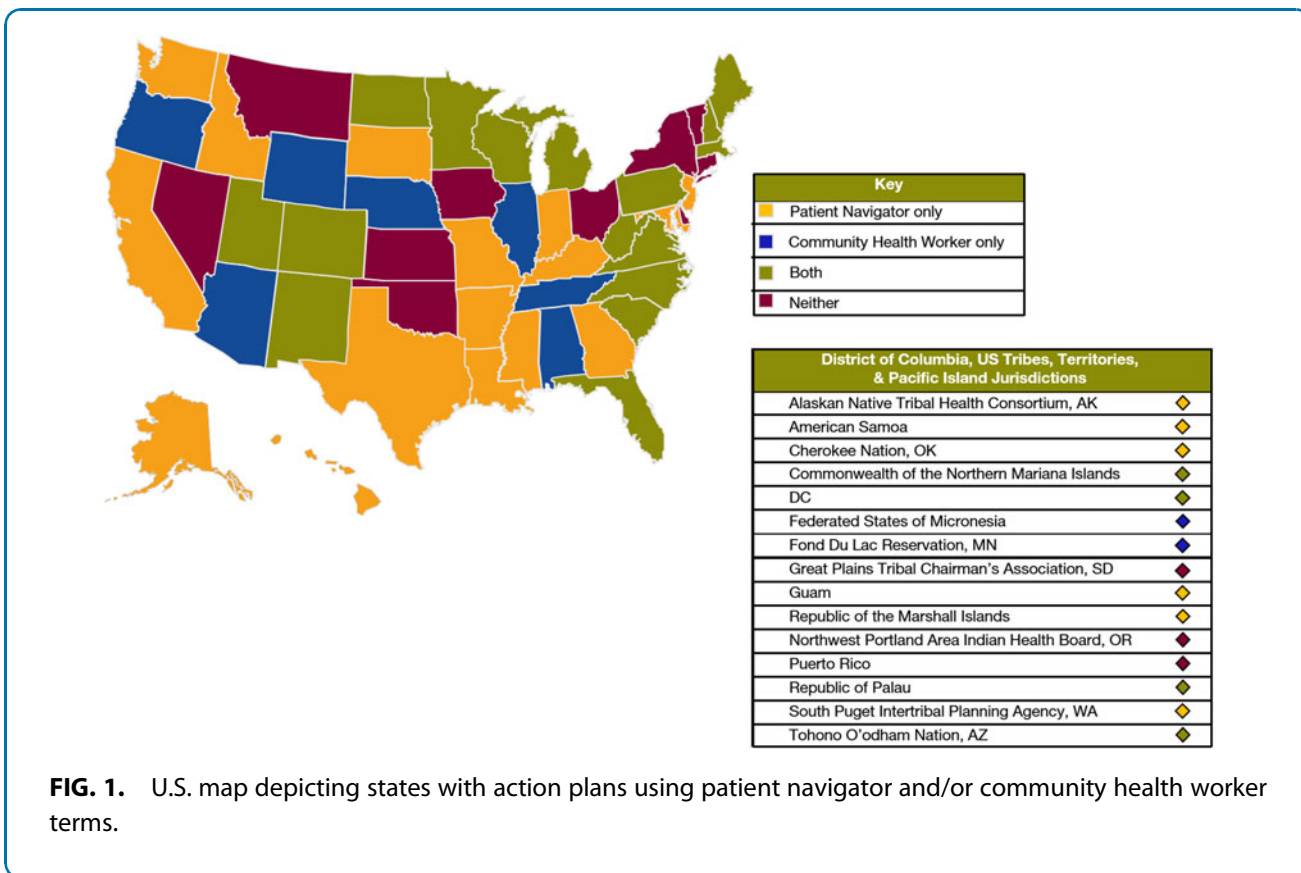 Key
Patient Navigator only
Community Health Worker only
Both
Neither
District of Columbia, US Tribes, Territories,
& Pacific Island Jurisdictions
Alaskan Native Tribal Health Consortium, AK
American Samoa
Cherokee Nation, OK
Commonwealth of the Northern Mariana Islands
DC
Federated States of Micronesia
Fond Du Lac Reservation, MN
Great Plains Tribal Chairman's Association, SD
Guam
Republic of the Marshall Islands
Northwest Portland Area Indian Health Board, OR
Puerto Rico
Republic of Palau
South Puget Intertribal Planning Agency, WA
Tohono O'odham Nation, AZ
FIG. 1. U.S. map depicting states with action plans using patient navigator and/or community health worker
terms.